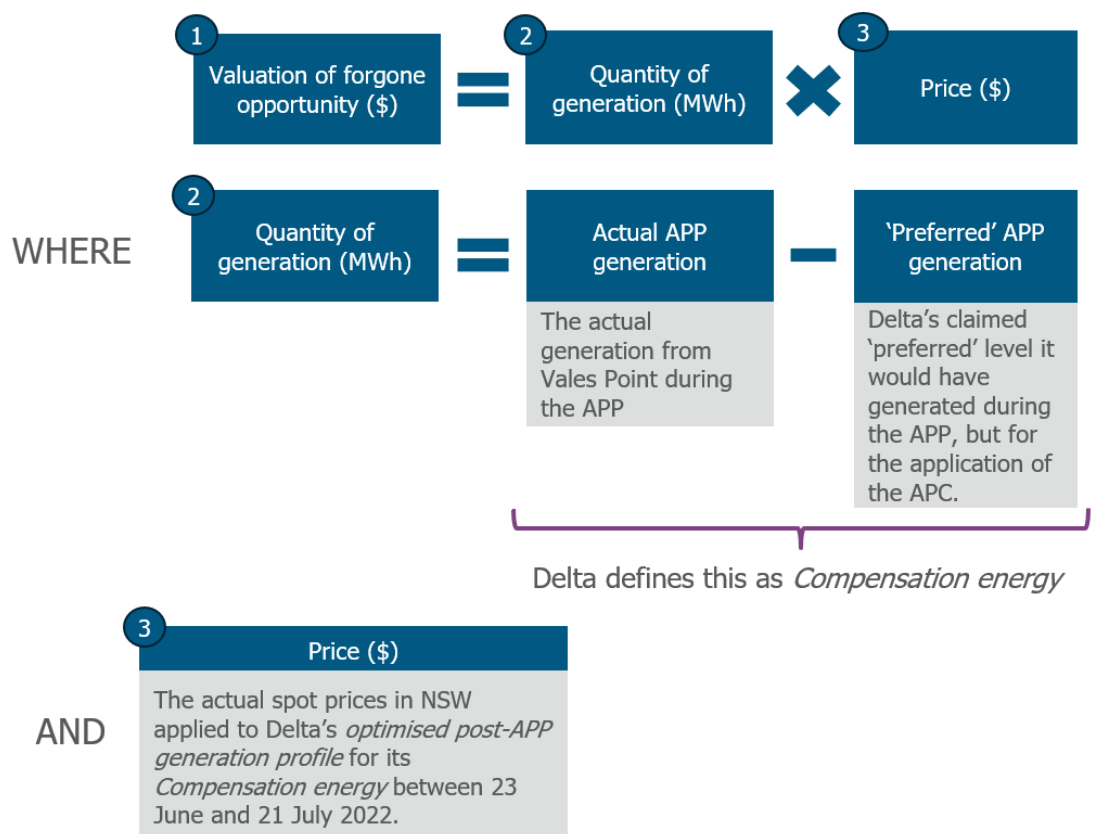 1
2
3
Valuation of forgone
opportunity ($)
=
Quantity of
generation (MWh)
×
Price ($)
2
WHERE
Quantity of
generation (MWh)
=
Actual APP
generation
The actual
generation from
Vales Point during
the APP
−
‘Preferred’ APP
generation
Delta’s claimed
‘preferred’ level it
would have
generated during
the APP, but for
the application of
the APC.
Delta defines this as Compensation energy
3
AND
Price ($)
The actual spot prices in NSW
applied to Delta’s optimised post-APP
generation profile for its
Compensation energy between 23
June and 21 July 2022.